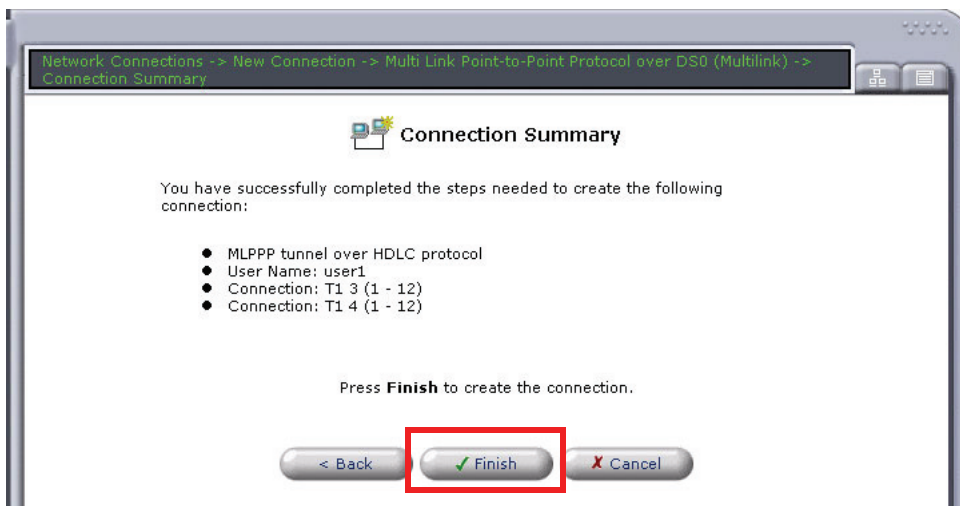 Network Connections -> New Connection -> Multi Link Point-to-Point Protocol over DS0 (Multilink) ->
Connection Summary
Connection Summary
You have successfully completed the steps needed to create the following
connection:
● MLPPP tunnel over HDLC protocol
● User Name: user1
● Connection: T1 3 (1 - 12)
● Connection: T1 4 (1 - 12)
Press Finish to create the connection.
< Back
Finish
Cancel